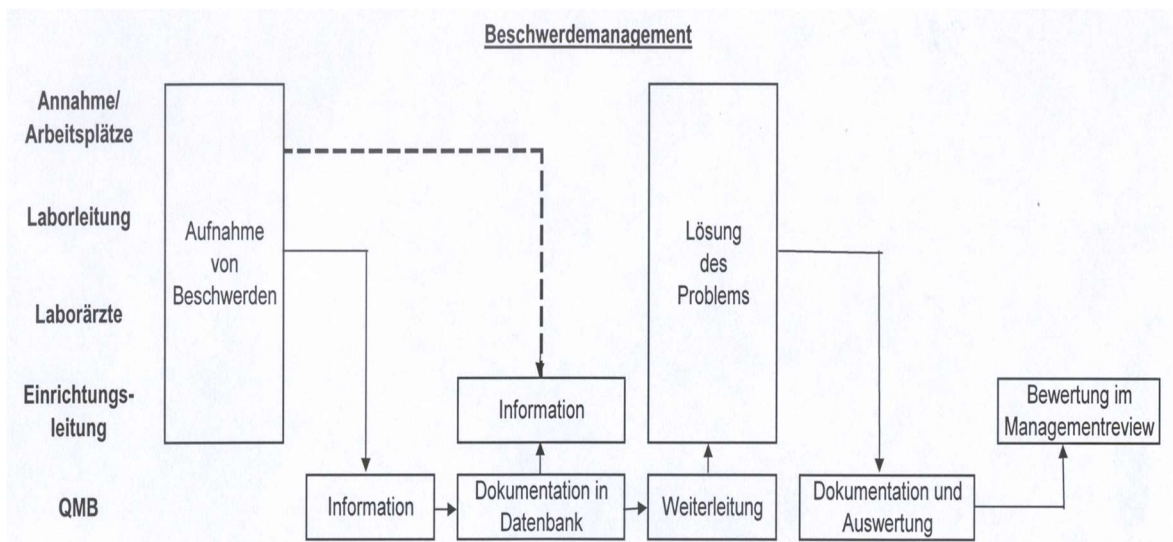 Beschwerdemanagement
Annahme/
Arbeitsplätze
Laborleitung
Laborärzte
Einrichtungs-
leitung
QMB
Aufnahme
von
Beschwerden
Information
Information
Dokumentation in
Datenbank
Lösung
des
Problems
Weiterleitung
Dokumentation und
Auswertung
Bewertung im
Managementreview